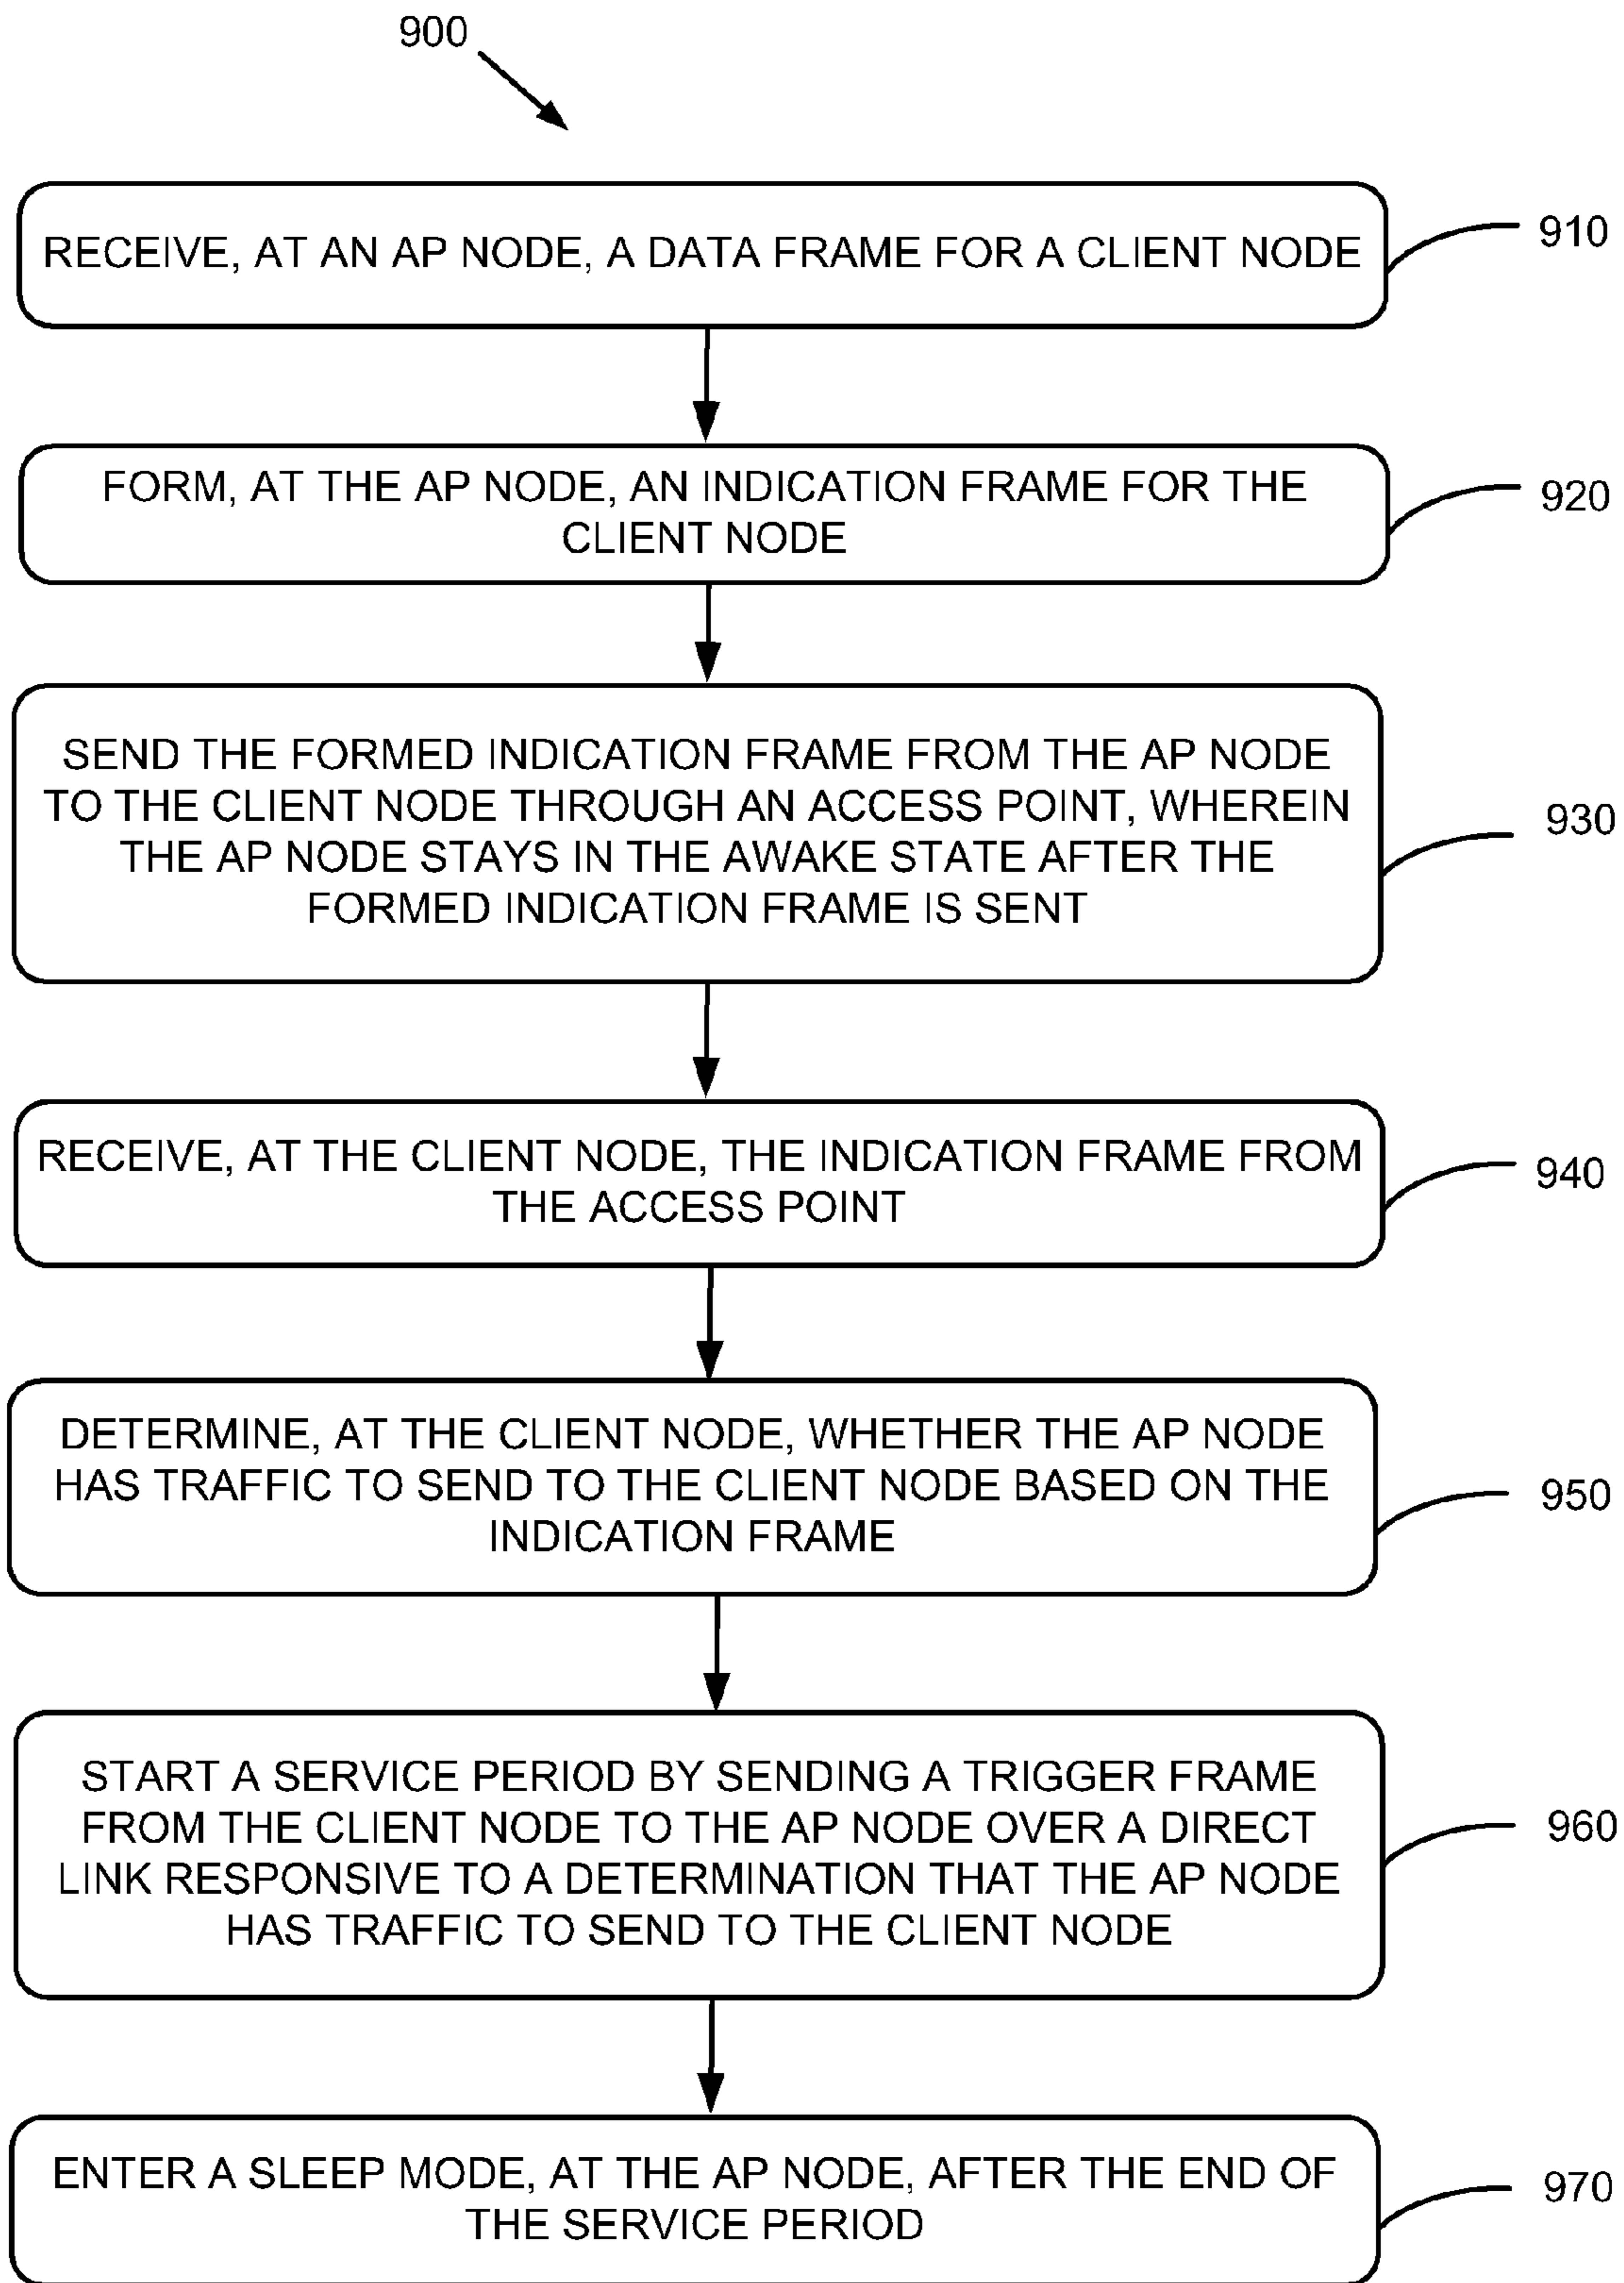 900
RECEIVE, AT AN AP NODE, A DATA FRAME FOR A CLIENT NODE
910
FORM, AT THE AP NODE, AN INDICATION FRAME FOR THE
CLIENT NODE
920
SEND THE FORMED INDICATION FRAME FROM THE AP NODE
TO THE CLIENT NODE THROUGH AN ACCESS POINT, WHEREIN
THE AP NODE STAYS IN THE AWAKE STATE AFTER THE
FORMED INDICATION FRAME IS SENT
930
RECEIVE, AT THE CLIENT NODE, THE INDICATION FRAME FROM
THE ACCESS POINT
940
DETERMINE, AT THE CLIENT NODE, WHETHER THE AP NODE
HAS TRAFFIC TO SEND TO THE CLIENT NODE BASED ON THE
INDICATION FRAME
950
START A SERVICE PERIOD BY SENDING A TRIGGER FRAME
FROM THE CLIENT NODE TO THE AP NODE OVER A DIRECT
LINK RESPONSIVE TO A DETERMINATION THAT THE AP NODE
HAS TRAFFIC TO SEND TO THE CLIENT NODE
960
ENTER A SLEEP MODE, AT THE AP NODE, AFTER THE END OF
THE SERVICE PERIOD
970